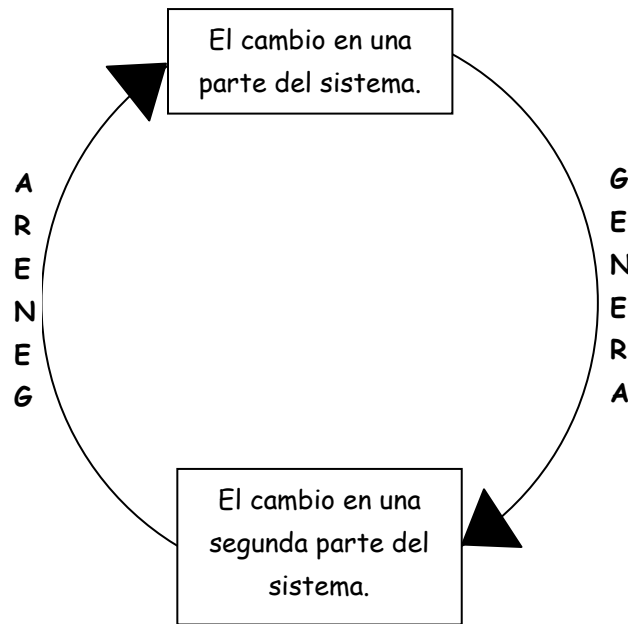 El cambio en una
parte del sistema.
G
E
N
E
R
A
El cambio en una
segunda parte del
sistema.
A
R
E
N
E
G